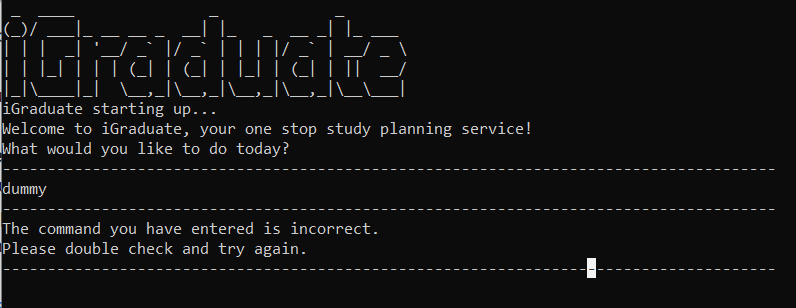 iGraduate
iGraduate starting up...
Welcome to iGraduate, your one stop study planning service!
What would you like to do today?
dummy
The command you have entered is incorrect.
Please double check and try again.